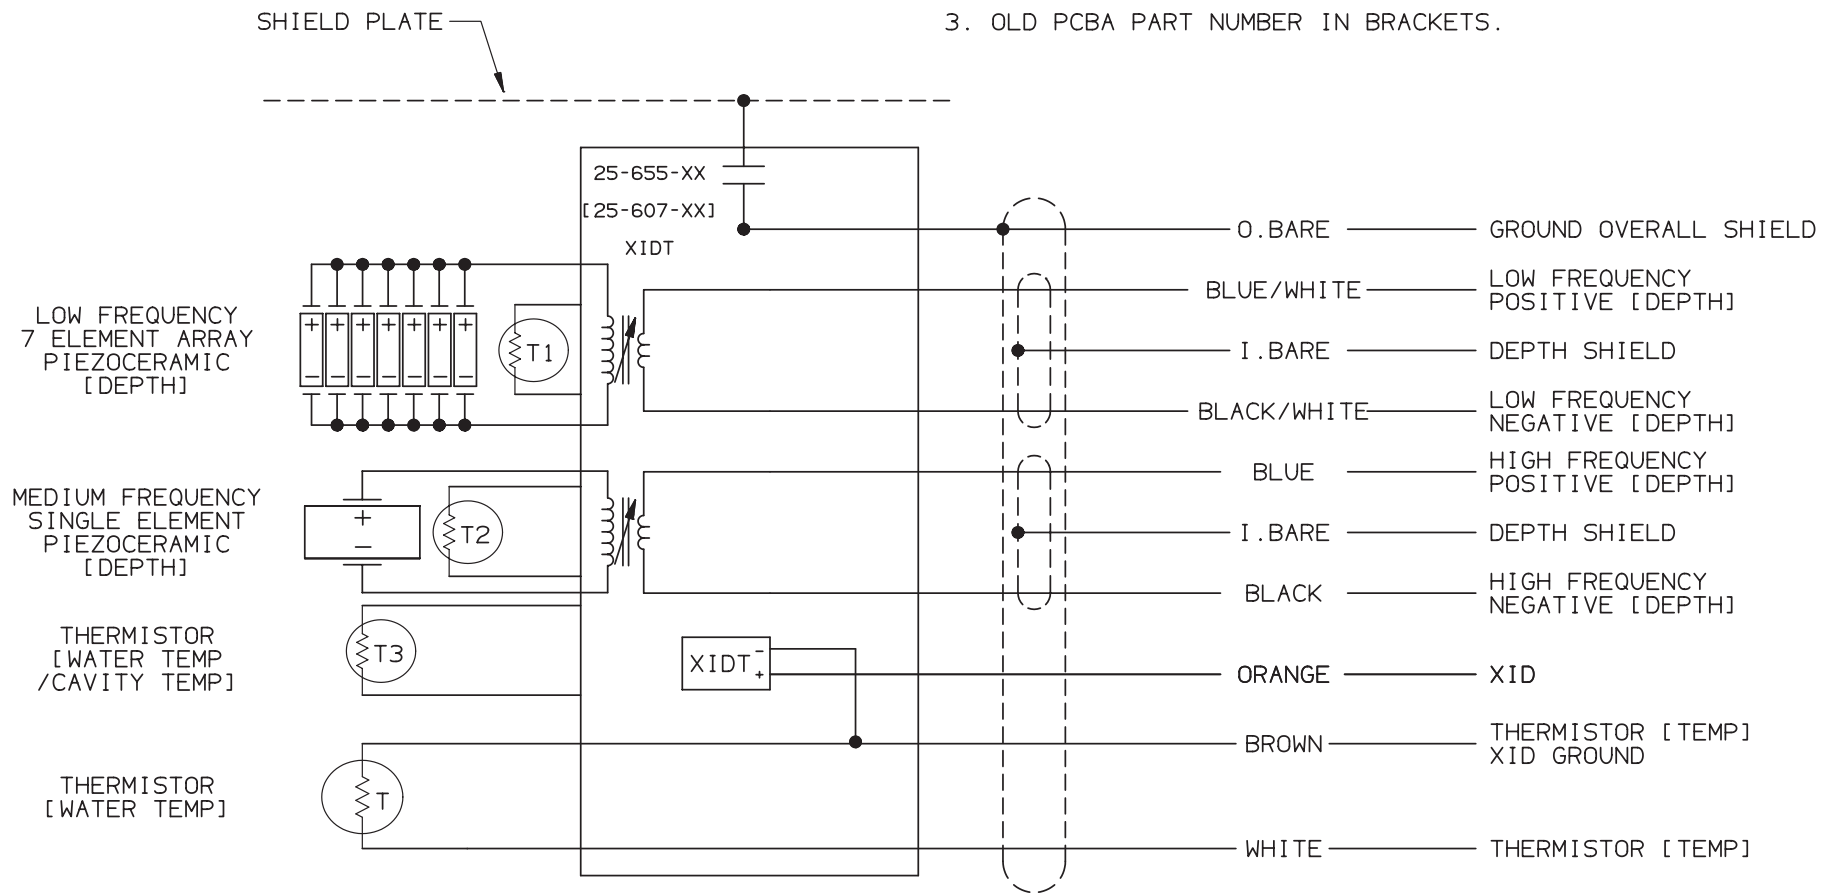 SHIELD PLATE
3. OLD PCBA PART NUMBER IN BRACKETS.
25-655-XX
[25-607-XX]
XIDT
LOW FREQUENCY
7 ELEMENT ARRAY
PIEZOCERAMIC
[DEPTH]
+ + + + + + +
- - - - - - -
T1
MEDIUM FREQUENCY
SINGLE ELEMENT
PIEZOCERAMIC
[DEPTH]
+
-
T2
THERMISTOR
[WATER TEMP
/CAVITY TEMP]
T3
THERMISTOR
[WATER TEMP]
T
XIDT
-
+
O.BARE
GROUND OVERALL SHIELD
BLUE/WHITE
LOW FREQUENCY
POSITIVE [DEPTH]
I.BARE
DEPTH SHIELD
BLACK/WHITE
LOW FREQUENCY
NEGATIVE [DEPTH]
BLUE
HIGH FREQUENCY
POSITIVE [DEPTH]
I.BARE
DEPTH SHIELD
BLACK
HIGH FREQUENCY
NEGATIVE [DEPTH]
ORANGE
XID
BROWN
THERMISTOR [TEMP]
XID GROUND
WHITE
THERMISTOR [TEMP]